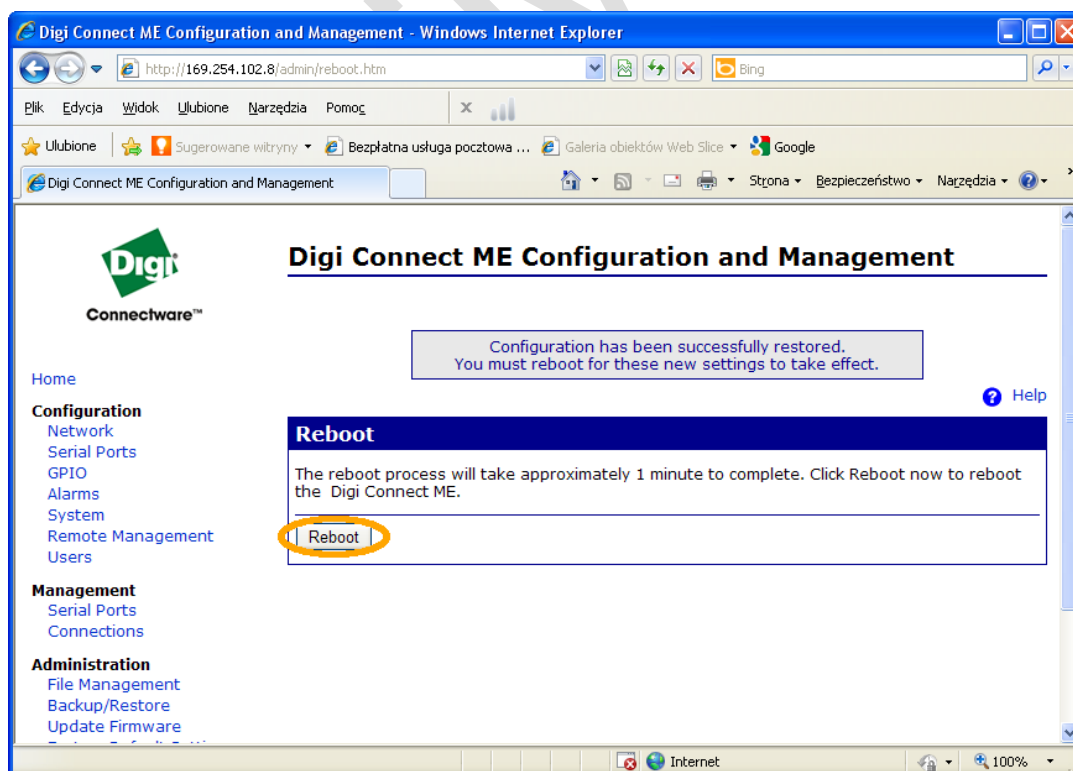 Digi Connect ME Configuration and Management - Windows Internet Explorer
http://169.254.102.8/admin/reboot.htm
Bing
Plik Edycja Widok Ulubione Narzędzia Pomoc
Ulubione Sugerowane witryny Bezpłatna usługa pocztowa ... Galeria obiektów Web Slice Google
Digi Connect ME Configuration and Management
Strona Bezpieczeństwo Narzędzia
Digi
Connectware™
Digi Connect ME Configuration and Management
Configuration has been successfully restored.
You must reboot for these new settings to take effect.
Help
Home
Configuration
Network
Serial Ports
GPIO
Alarms
System
Remote Management
Users
Management
Serial Ports
Connections
Administration
File Management
Backup/Restore
Update Firmware
Reboot
The reboot process will take approximately 1 minute to complete. Click Reboot now to reboot
the Digi Connect ME.
Reboot
Internet
100%